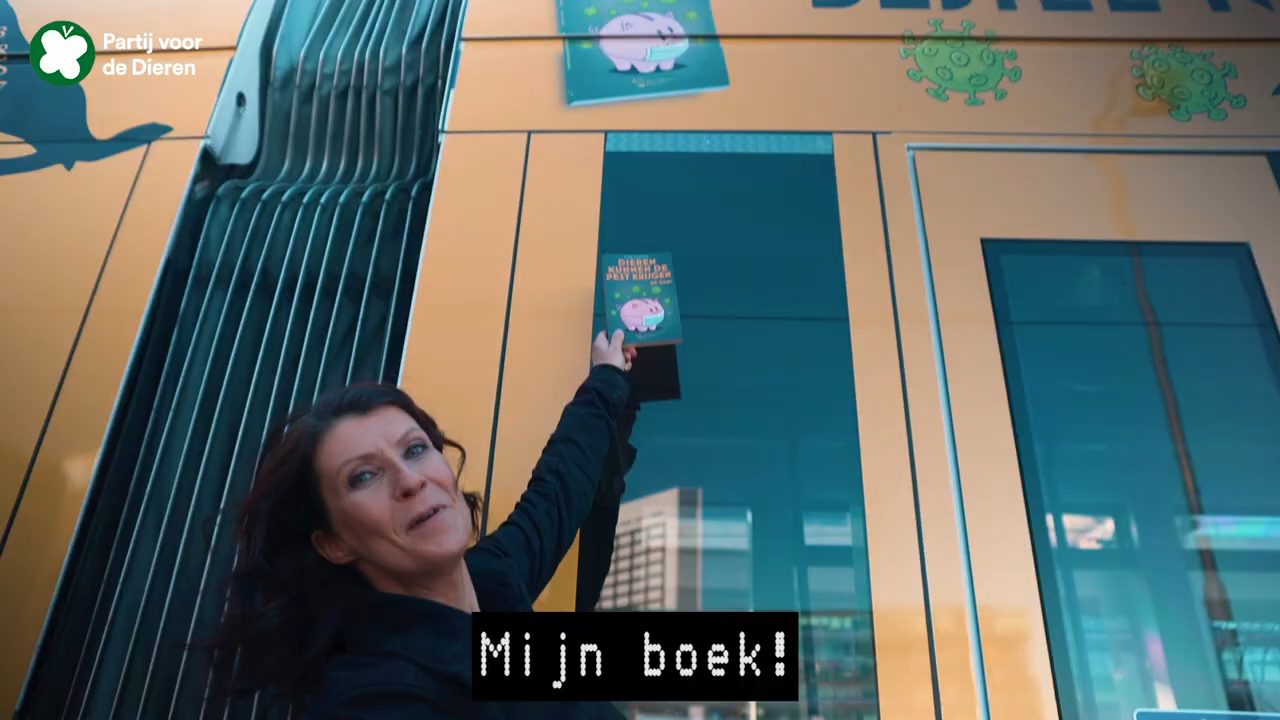 Partij voor
de Dieren
DIEREN
KUNNEN DE
PEST KRIJGEN
Mijn boek!